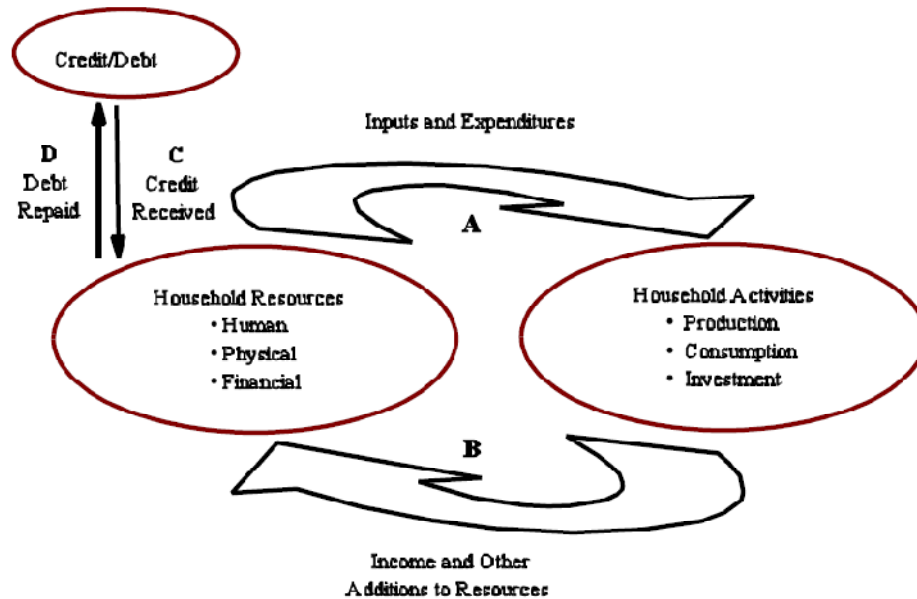 Credit/Debt
Inputs and Expenditures
D
Debt
Repaid
C
Credit
Received
A
Household Resources
• Human
• Physical
• Financial
Household Activities
• Production
• Consumption
• Investment
B
Income and Other
Additions to Resources